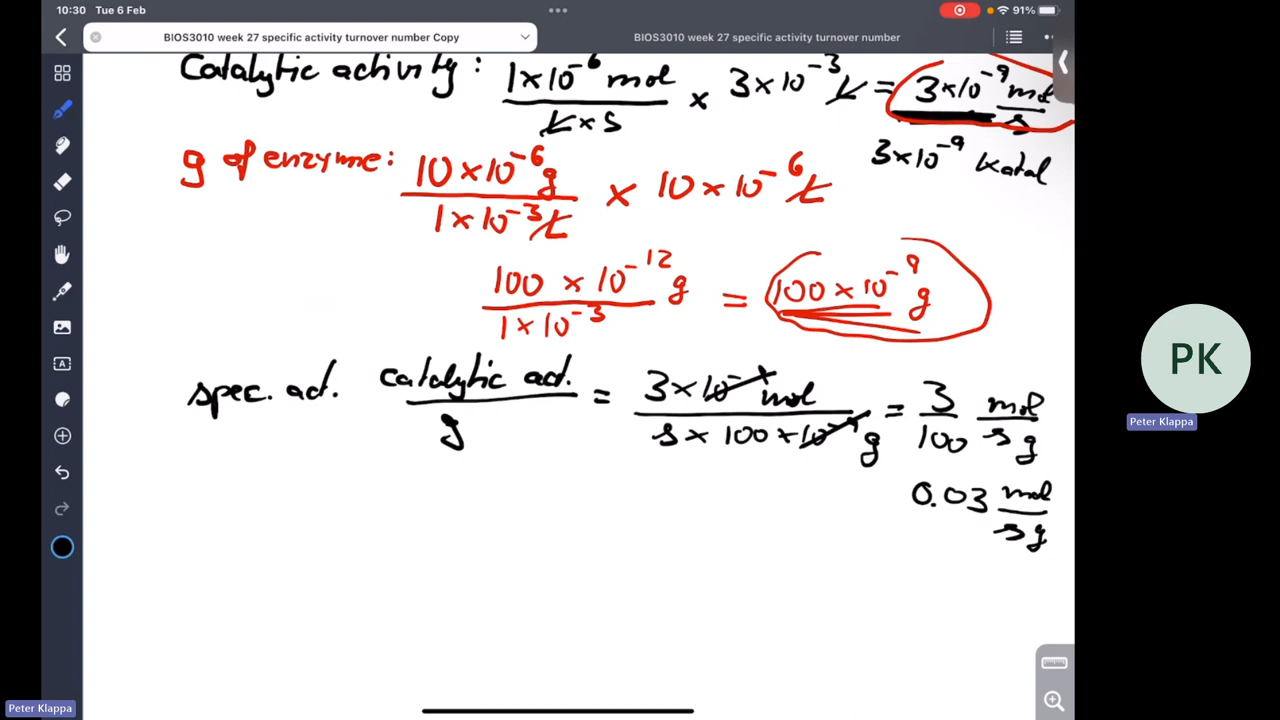 10:30 Tue 6 Feb
91%
BIOS3010 week 27 specific activity turnover number Copy
BIOS3010 week 27 specific activity turnover number
Catalytic activity: 1×10⁻⁶ mol / L×s × 3×10⁻³ L = 3×10⁻⁹ mol / s
3×10⁻⁹ Katal
g of enzyme: 10×10⁻⁶ g / 1×10⁻³ L × 10×10⁻⁶ L
100×10⁻¹² g / 1×10⁻³ = 100×10⁻⁹ g
spec. act. catalytic act. / g = 3×10⁻⁹ mol / s×100×10⁻⁹ g = 3/100 mol / s g
0.03 mol / s g
PK
Peter Klappa
Peter Klappa